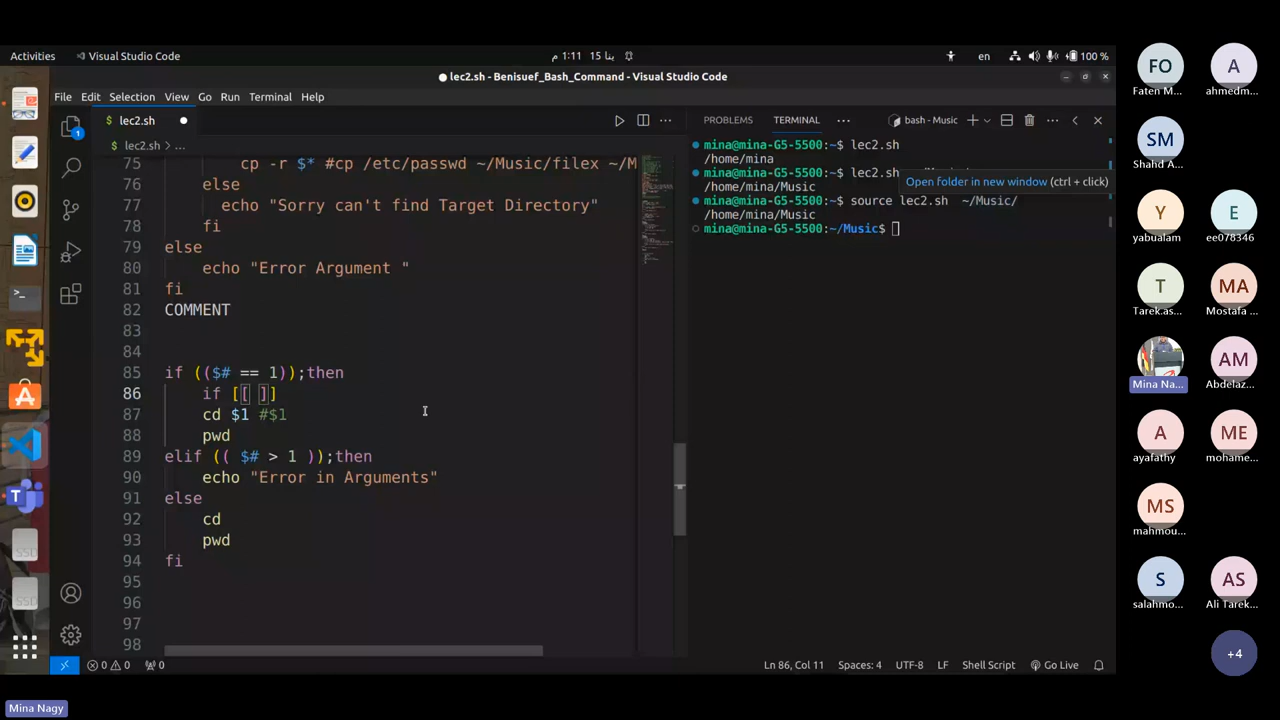 Activities
Visual Studio Code
م 1:11 ,15 ينا
en
100 %
lec2.sh - Benisuef_Bash_Command - Visual Studio Code
File Edit Selection View Go Run Terminal Help
lec2.sh
lec2.sh > ...
75 cp -r $* #cp /etc/passwd ~/Music/filex ~/M
76 else
77 echo "Sorry can't find Target Directory"
78 fi
79 else
80 echo "Error Argument "
81 fi
82 COMMENT
83
84
85 if (($# == 1));then
86 if [[ ]]
87 cd $1 #$1
88 pwd
89 elif (( $# > 1 ));then
90 echo "Error in Arguments"
91 else
92 cd
93 pwd
94 fi
95
96
97
98
PROBLEMS TERMINAL ... bash - Music
mina@mina-G5-5500:~$ lec2.sh
/home/mina
mina@mina-G5-5500:~$ lec2.sh
/home/mina/Music
Open folder in new window (ctrl + click)
mina@mina-G5-5500:~$ source lec2.sh ~/Music/
/home/mina/Music
mina@mina-G5-5500:~/Music$
1
SSD
SSD
0 0 0
Ln 86, Col 11 Spaces: 4 UTF-8 LF Shell Script Go Live
FO
Faten M...
A
ahmedm...
SM
Shahd A...
Y
yabualam
E
ee078346
T
Tarek.as...
MA
Mostafa ...
Mina Na...
AM
Abdelaz...
A
ayafathy
ME
mohame...
MS
mahmou...
S
salahmo...
AS
Ali Tarek...
+4
Mina Nagy